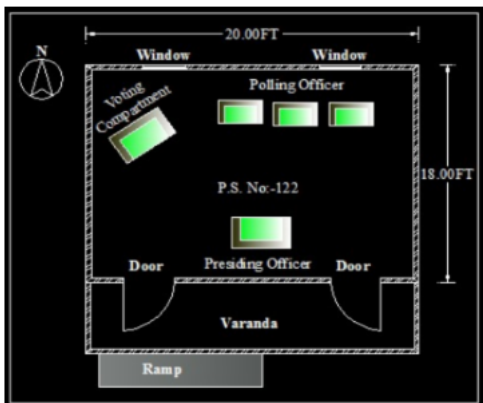 20.00FT
N
Window
Window
Polling Officer
Voting
Compartment
18.00FT
P.S. No:-122
Door
Presiding Officer
Door
Varanda
Ramp